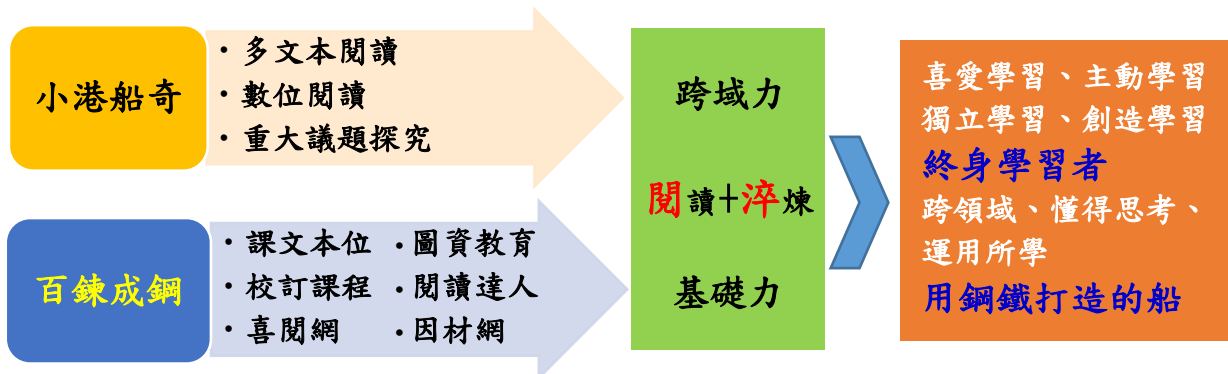 小港船奇
・多文本閱讀
・數位閱讀
・重大議題探究
百鍊成鋼
・課文本位
・校訂課程
・喜閱網
・圖資教育
・閱讀達人
・因材網
跨域力
閱讀+淬煉
基礎力
喜愛學習、主動學習
獨立學習、創造學習
終身學習者
跨領域、懂得思考、
運用所學
用鋼鐵打造的船